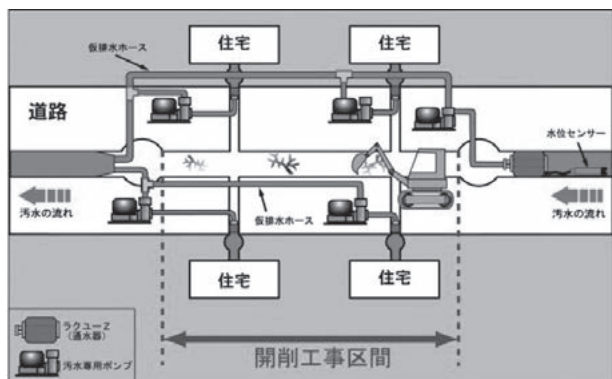 住宅
住宅
仮排水ホース
道路
水位センサー
汚水の流れ
仮排水ホース
汚水の流れ
住宅
住宅
ラクユーZ
（通水器）
汚水専用ポンプ
開削工事区間